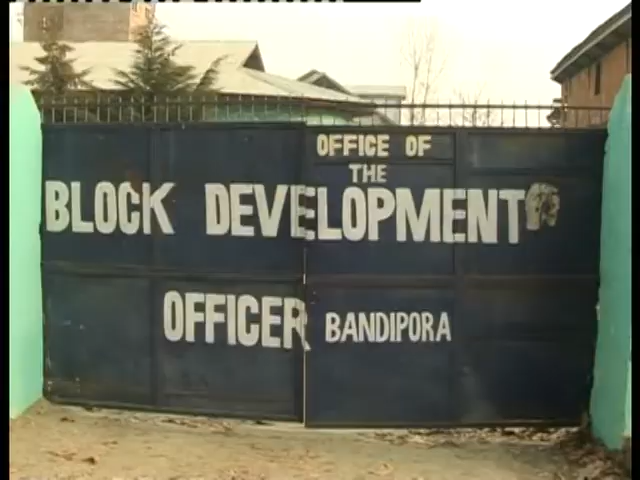 OFFICE OF
THE
BLOCK DEVELOPMENT
OFFICER BANDIPORA